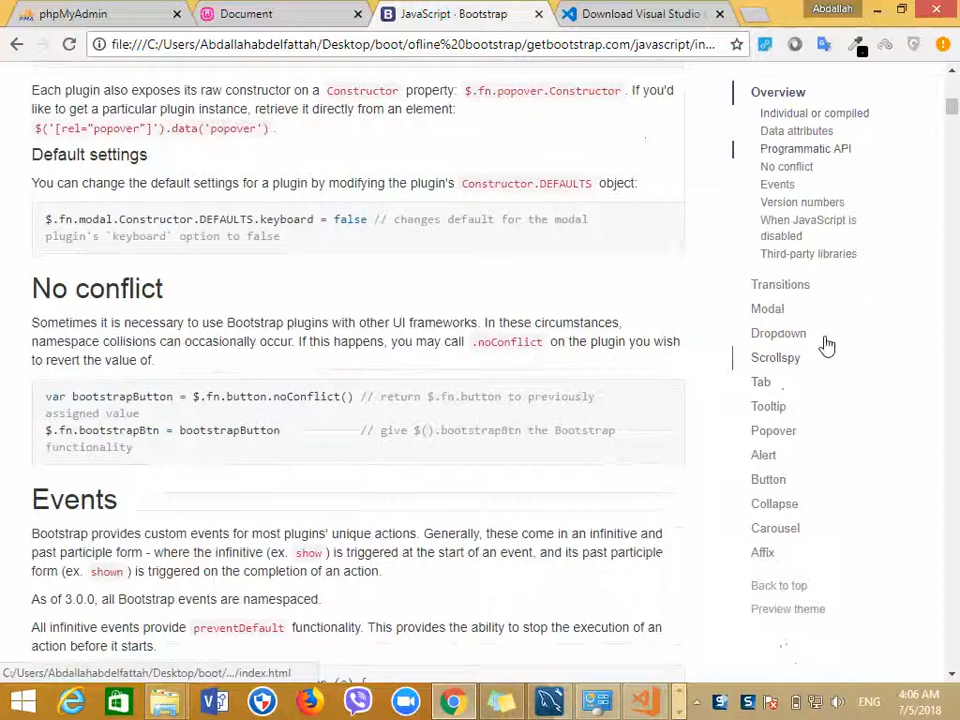 phpMyAdmin
Document
JavaScript · Bootstrap
Download Visual Studio
Abdallah
file:///C:/Users/Abdallahabdelfattah/Desktop/boot/ofline%20bootstrap/getbootstrap.com/javascript/in...
Each plugin also exposes its raw constructor on a Constructor property: $.fn.popover.Constructor . If you'd
like to get a particular plugin instance, retrieve it directly from an element:
$('[rel="popover"]').data('popover') .
Default settings
You can change the default settings for a plugin by modifying the plugin's Constructor.DEFAULTS object:
$.fn.modal.Constructor.DEFAULTS.keyboard = false // changes default for the modal
plugin's `keyboard` option to false
No conflict
Sometimes it is necessary to use Bootstrap plugins with other UI frameworks. In these circumstances,
namespace collisions can occasionally occur. If this happens, you may call .noConflict on the plugin you wish
to revert the value of.
var bootstrapButton = $.fn.button.noConflict() // return $.fn.button to previously
assigned value
$.fn.bootstrapBtn = bootstrapButton // give $().bootstrapBtn the Bootstrap
functionality
Events
Bootstrap provides custom events for most plugins' unique actions. Generally, these come in an infinitive and
past participle form - where the infinitive (ex. show ) is triggered at the start of an event, and its past participle
form (ex. shown ) is triggered on the completion of an action.
As of 3.0.0, all Bootstrap events are namespaced.
All infinitive events provide preventDefault functionality. This provides the ability to stop the execution of an
action before it starts.
Overview
Individual or compiled
Data attributes
Programmatic API
No conflict
Events
Version numbers
When JavaScript is
disabled
Third-party libraries
Transitions
Modal
Dropdown
Scrollspy
Tab
Tooltip
Popover
Alert
Button
Collapse
Carousel
Affix
Back to top
Preview theme
C:/Users/Abdallahabdelfattah/Desktop/boot/.../index.html
ENG
4:06 AM
7/5/2018